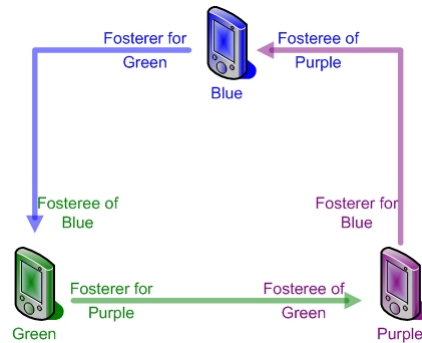 Fosterer for
Green
Fosteree of
Purple
Blue
Fosteree of
Blue
Fosterer for
Blue
Fosterer for
Purple
Fosteree of
Green
Green
Purple